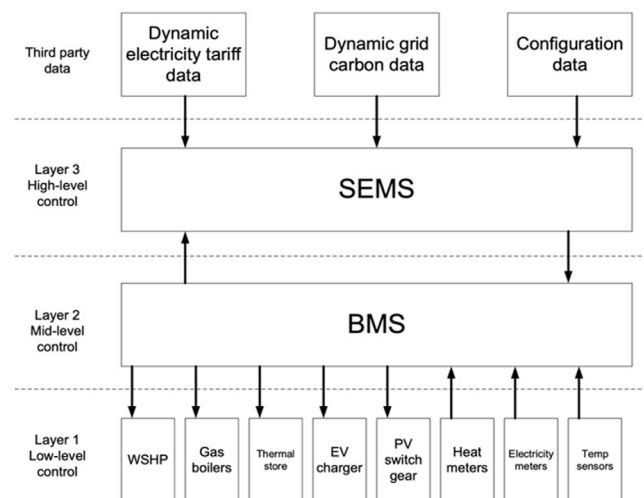 Third party
data
Dynamic
electricity tariff
data
Dynamic grid
carbon data
Configuration
data
Layer 3
High-level
control
SEMS
Layer 2
Mid-level
control
BMS
Layer 1
Low-level
control
WSHP
Gas
boilers
Thermal
store
EV
charger
PV
switch
gear
Heat
meters
Electricity
meters
Temp
sensors